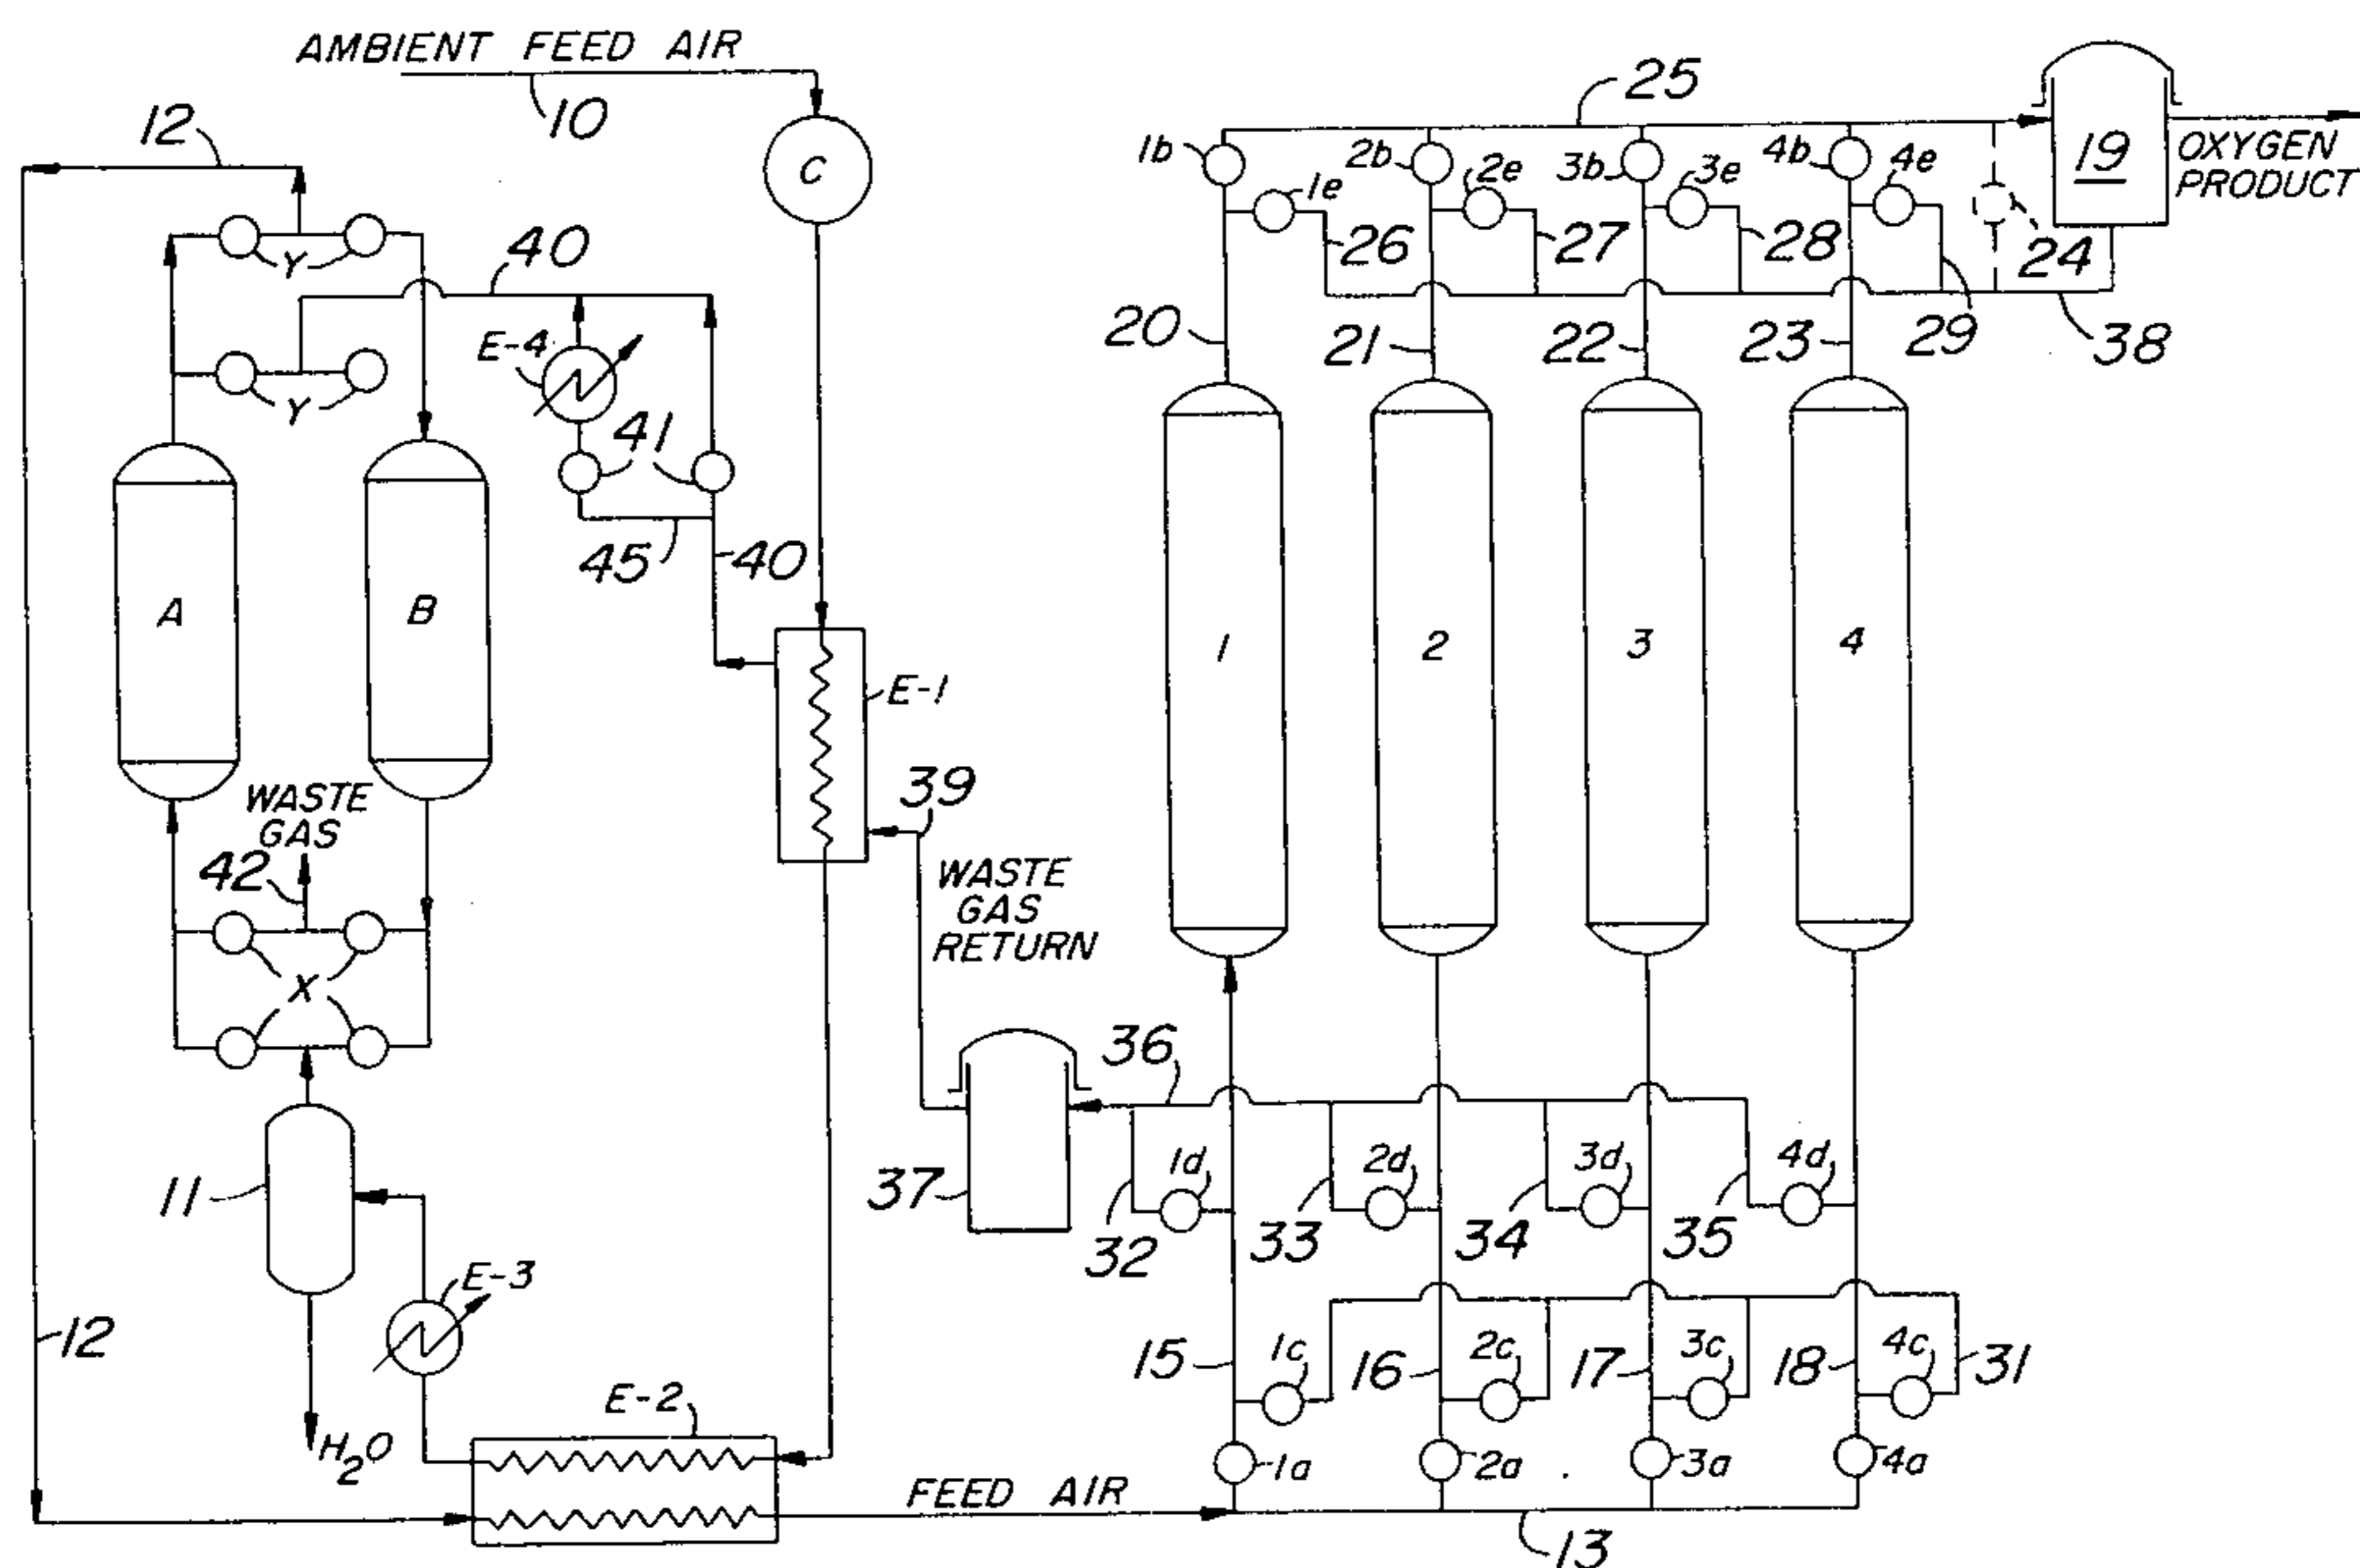 AMBIENT FEED AIR
10
25
12
C
1b
2b
3b
4b
1e
2e
3e
4e
19
OXYGEN
PRODUCT
Y
40
26
27
28
24
20
21
22
23
29
38
E-4
Y
41
45
40
A
B
1
2
3
4
E-1
39
WASTE
GAS
42
WASTE
GAS
RETURN
X
36
11
37
1d
2d
3d
4d
32
33
34
35
E-3
12
15
1c
16
2c
17
3c
18
4c
31
E-2
H2O
1a
2a
3a
4a
FEED AIR
13